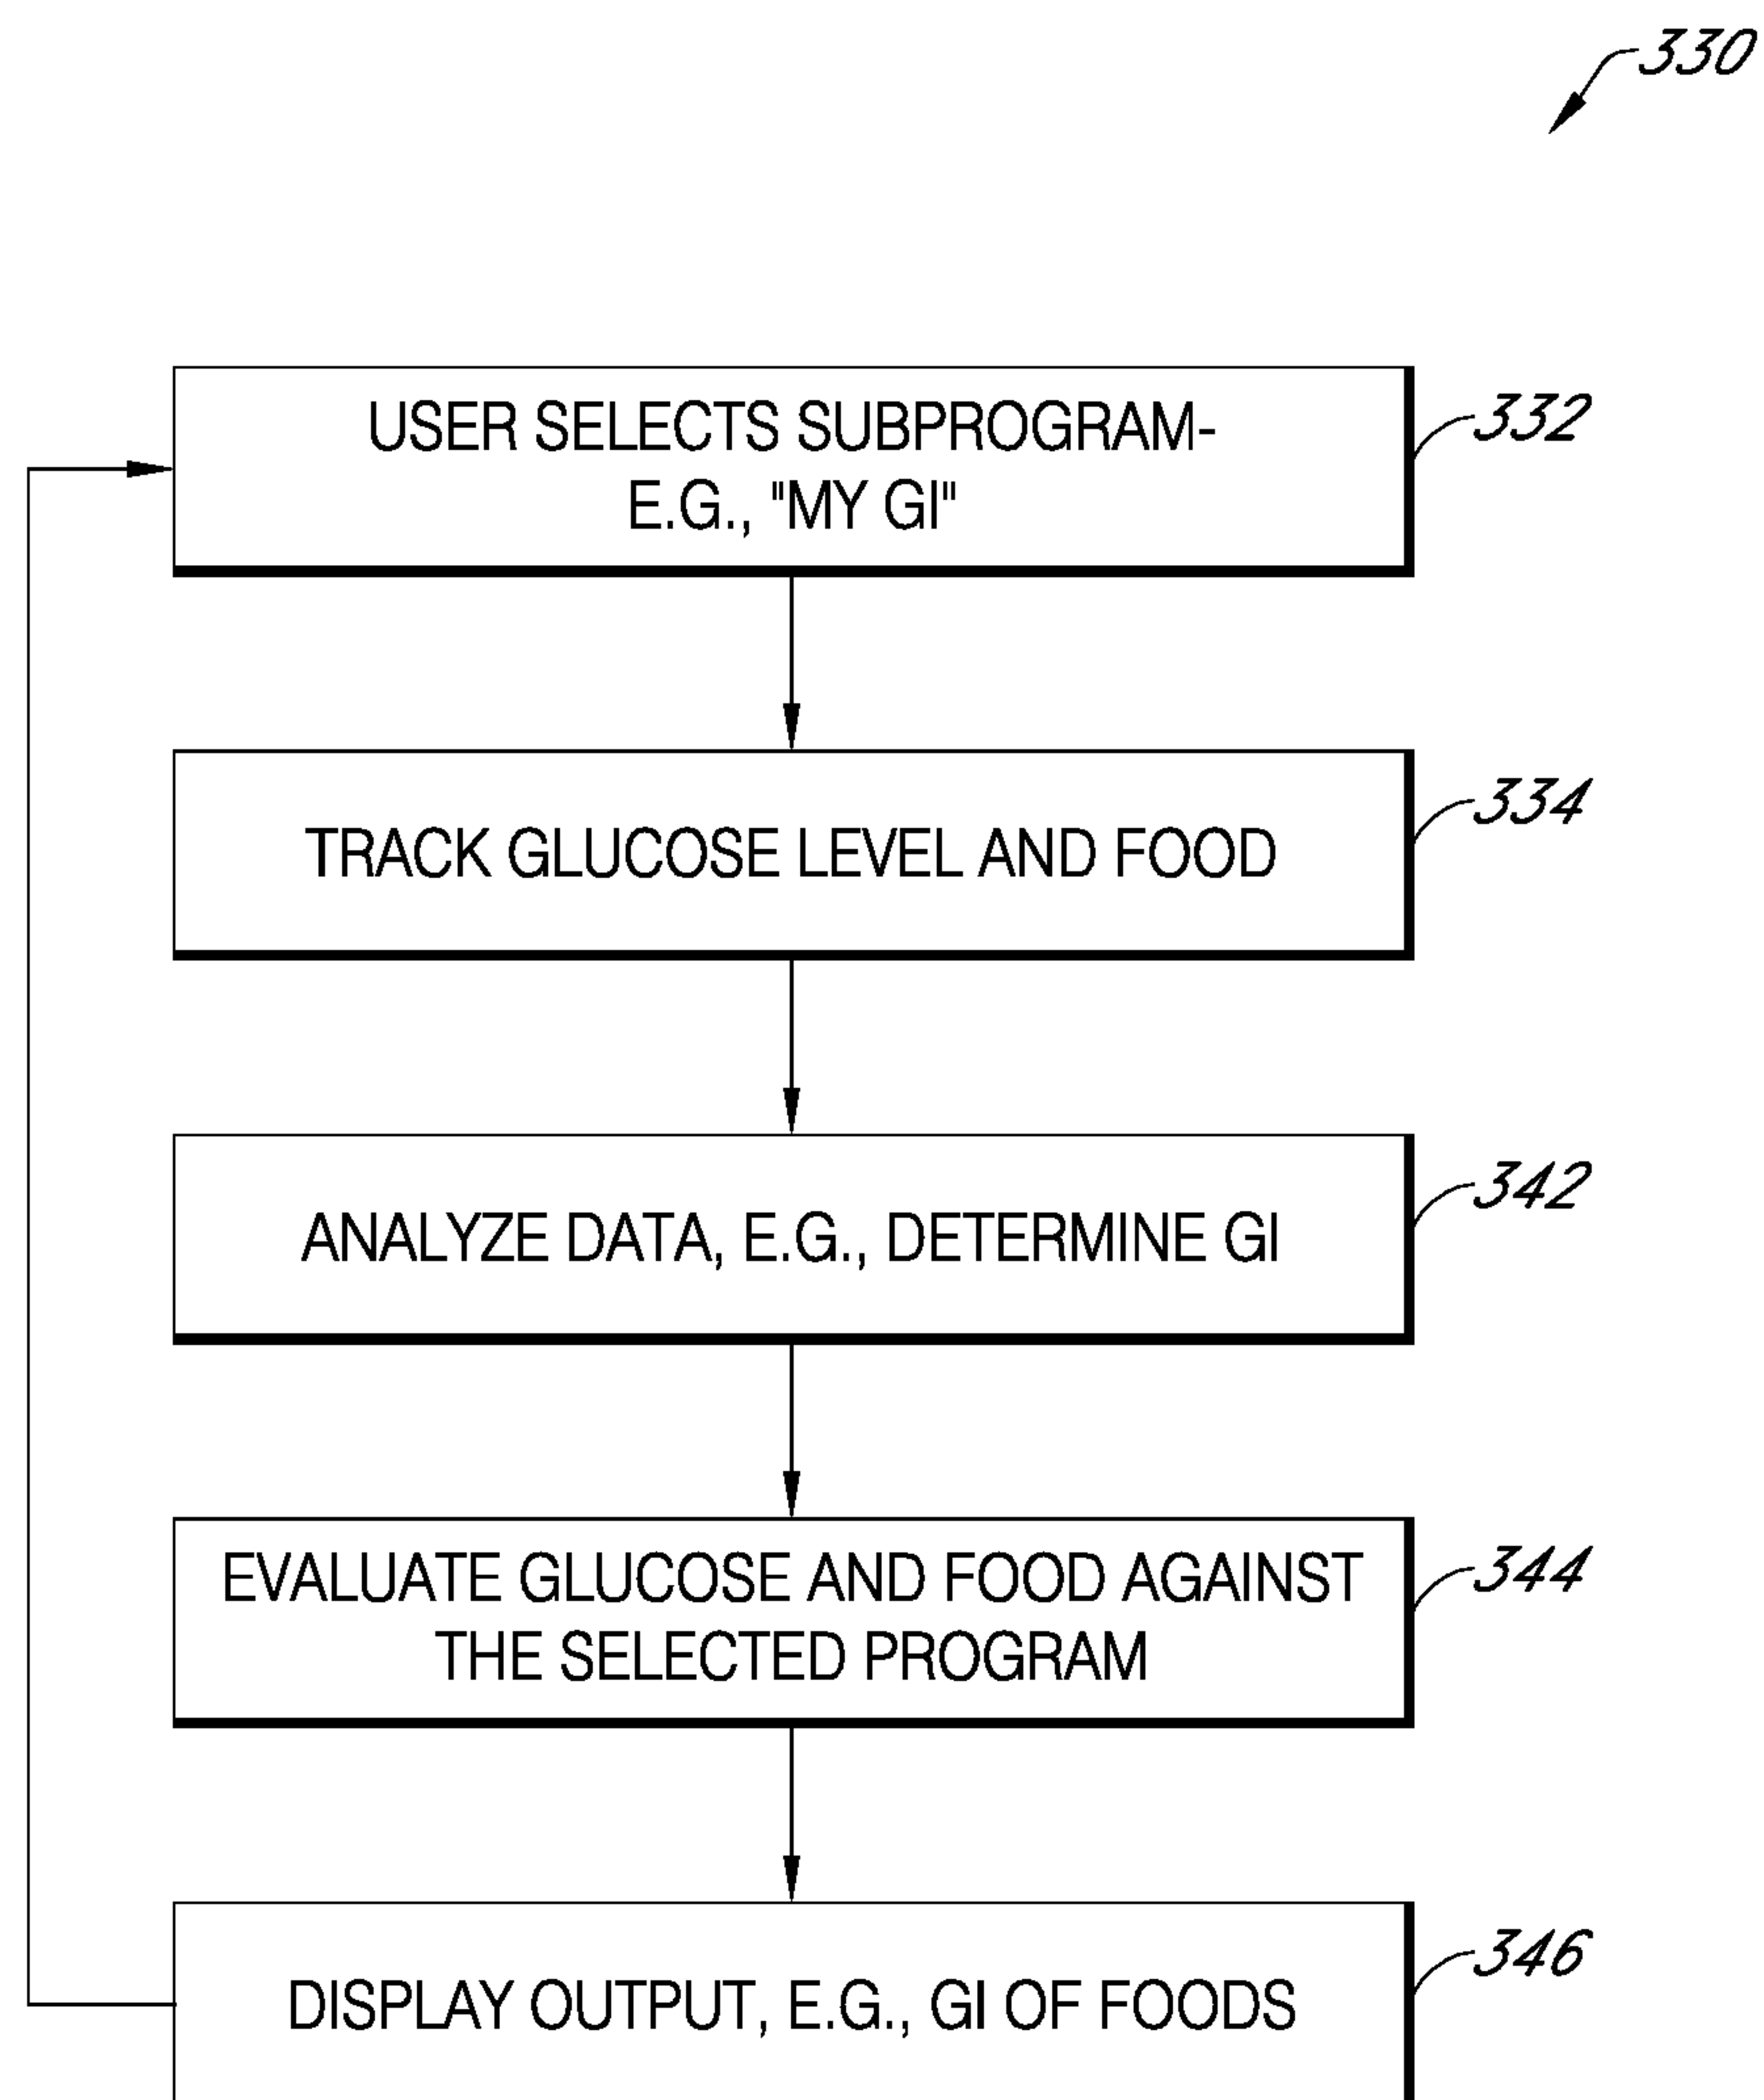 330
USER SELECTS SUBPROGRAM-
E.G., "MY GI"
332
TRACK GLUCOSE LEVEL AND FOOD
334
ANALYZE DATA, E.G., DETERMINE GI
342
EVALUATE GLUCOSE AND FOOD AGAINST
THE SELECTED PROGRAM
344
DISPLAY OUTPUT, E.G., GI OF FOODS
346